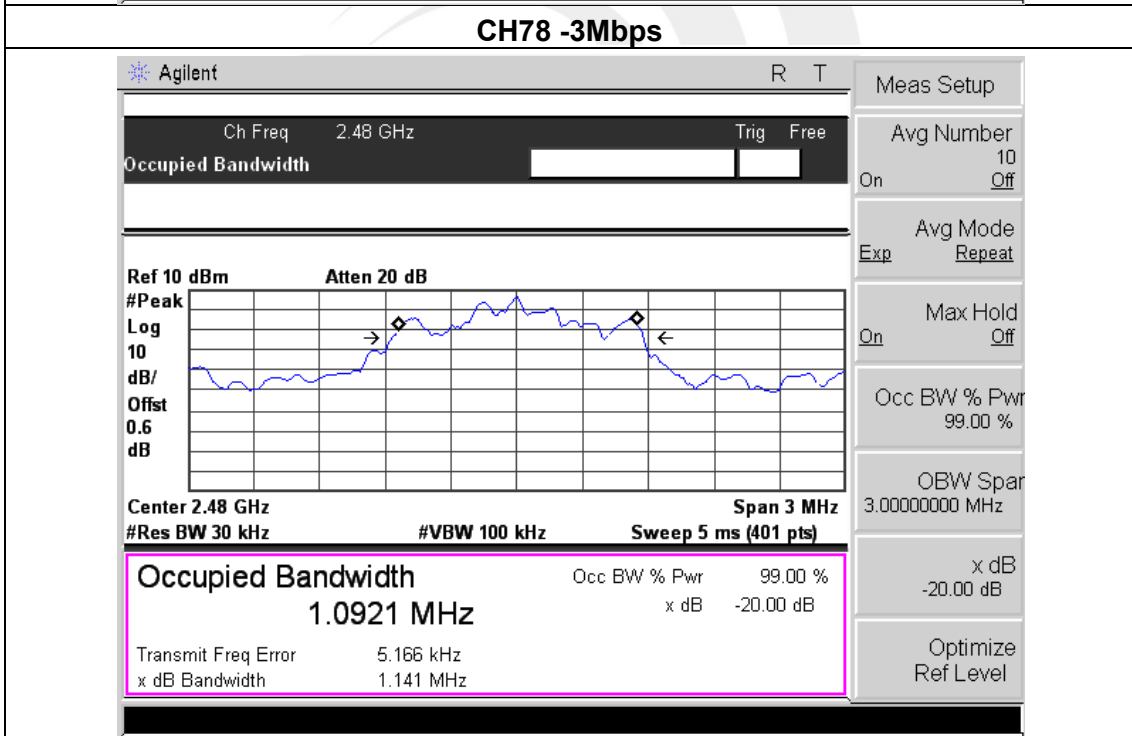 CH78 -3Mbps
Agilent R T
Ch Freq 2.48 GHz Trig Free
Occupied Bandwidth
Ref 10 dBm Atten 20 dB
#Peak
Log
10
dB/
Offst
0.6
dB
Center 2.48 GHz Span 3 MHz
#Res BW 30 kHz #VBW 100 kHz Sweep 5 ms (401 pts)
Occupied Bandwidth Occ BW % Pwr 99.00 %
1.0921 MHz x dB -20.00 dB
Transmit Freq Error 5.166 kHz
x dB Bandwidth 1.141 MHz
Meas Setup
Avg Number
10
On Off
Avg Mode
Exp Repeat
Max Hold
On Off
Occ BW % Pwr
99.00 %
OBW Span
3.00000000 MHz
x dB
-20.00 dB
Optimize
Ref Level